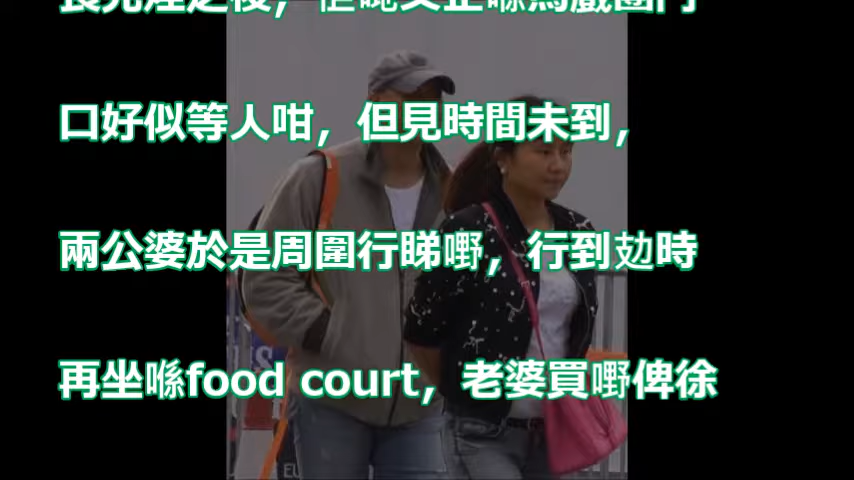 口好似等人咁，但見時間未到，
兩公婆於是周圍行睇嘢，行到攰時
再坐喺food court，老婆買嘢俾徐
EU